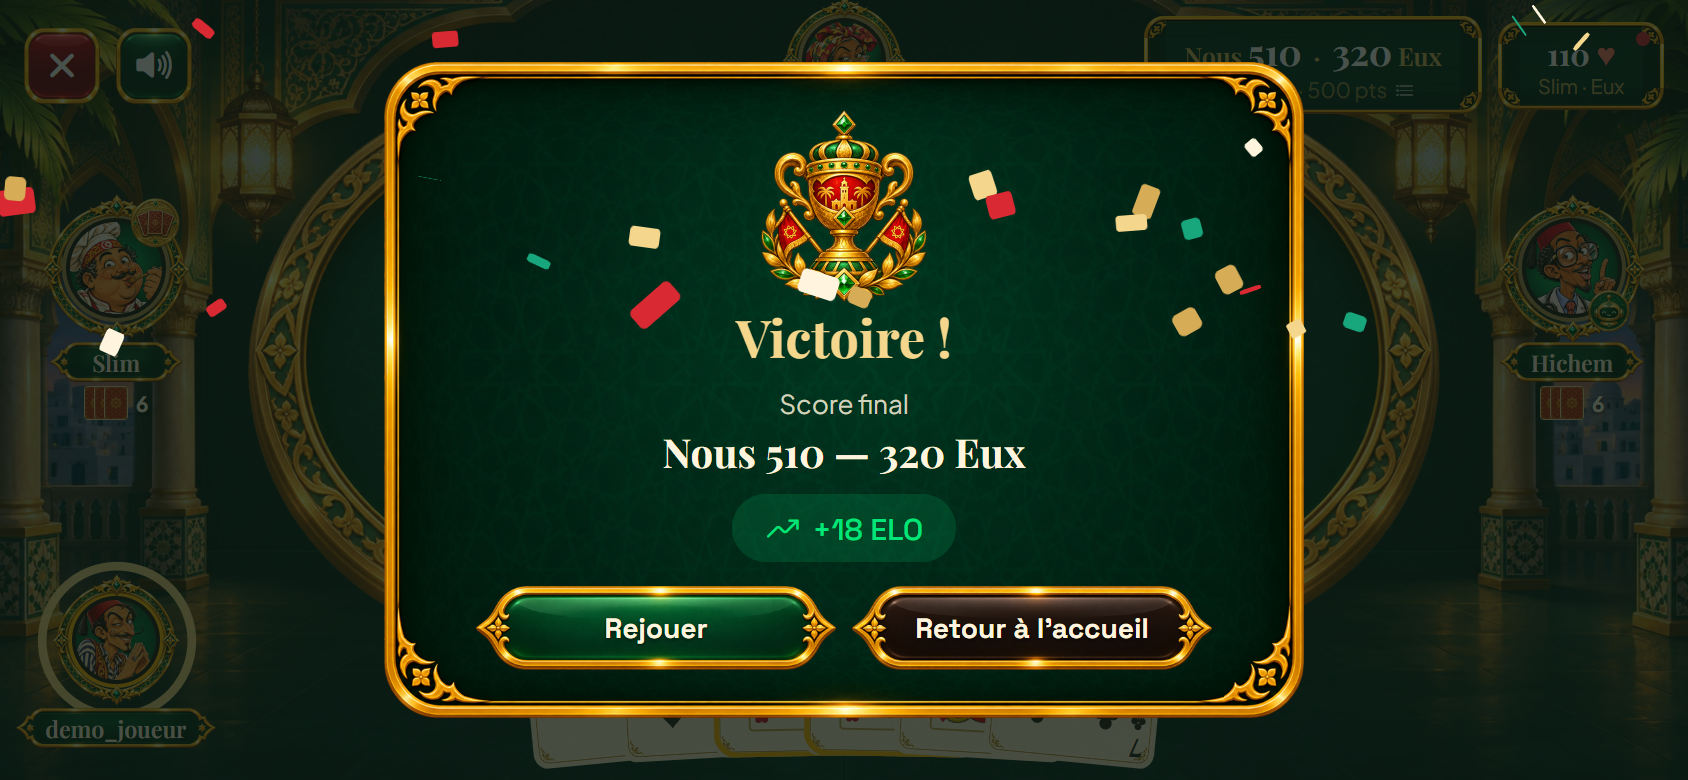 Nous 510 · 320 Eux
500 pts
110 ♥
Slim · Eux
Victoire !
Score final
Nous 510 — 320 Eux
+18 ELO
Rejouer
Retour à l'accueil
Slim
6
Hichem
6
demo_joueur
7